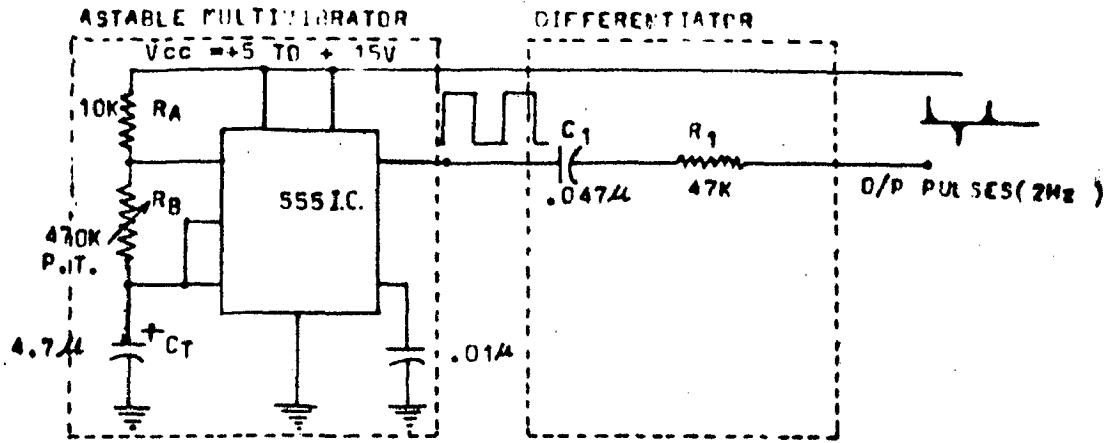 ASTABLE MULTIVIBRATOR
DIFFERENTIATOR
Vcc =+5 TO + 15V
10K RA
C1
R1
.047μ
47K
O/P PULSES(2Hz )
RB
555 I.C.
470K
P.IT.
4.7μ
+
CT
.01μ